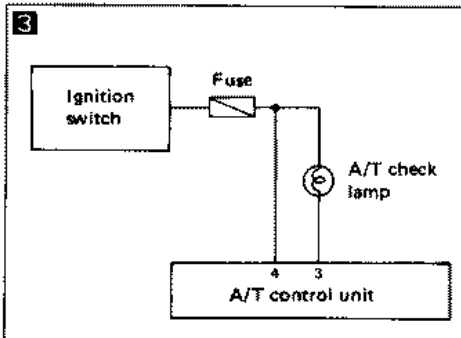 3
Fuse
Ignition
switch
A/T check
lamp
4 3
A/T control unit